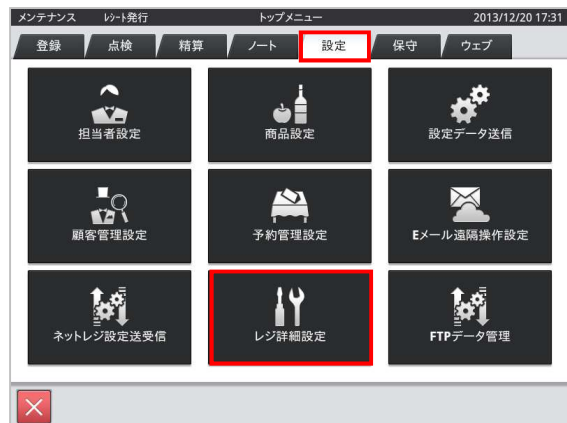 メンテナンス レシート発行 トップメニュー 2013/12/20 17:31
登録 点検 精算 ノート 設定 保守 ウェブ
担当者設定 商品設定 設定データ送信
顧客管理設定 予約管理設定 Eメール遠隔操作設定
ネットレジ設定送受信 レジ詳細設定 FTPデータ管理